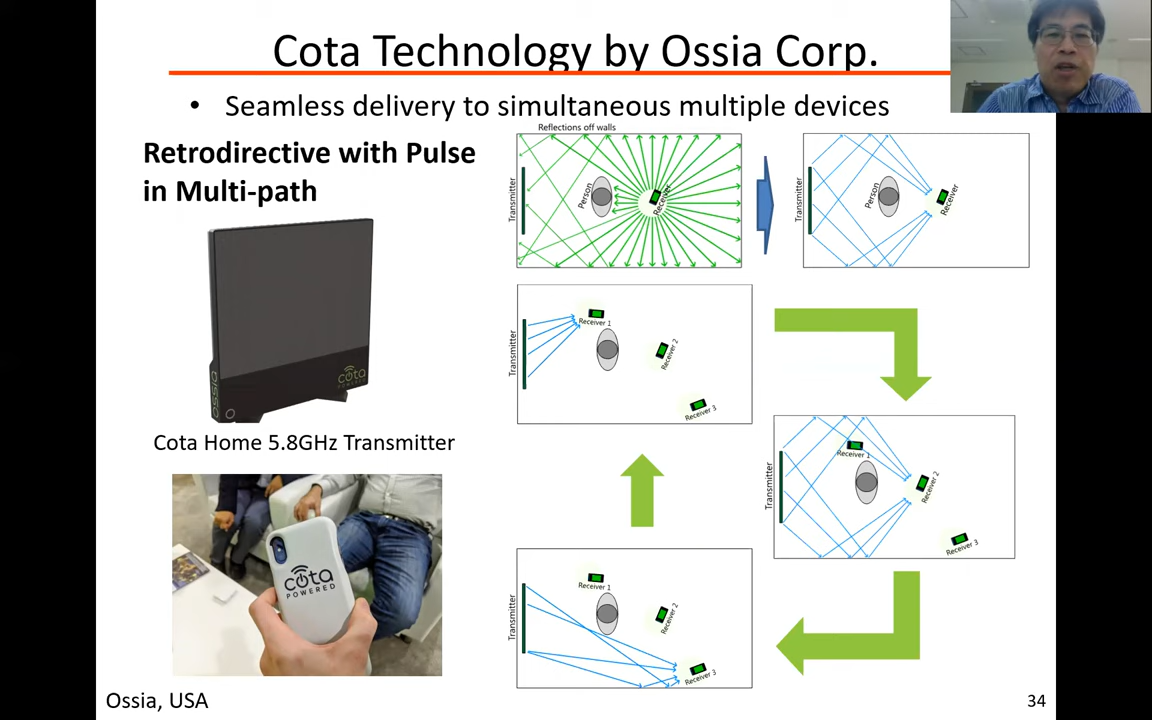 Cota Technology by Ossia Corp.
• Seamless delivery to simultaneous multiple devices
Retrodirective with Pulse
in Multi-path
Reflections off walls
Transmitter
Person
Receiver
Transmitter
Person
Receiver
Transmitter
Receiver 1
Receiver 2
Receiver 3
Transmitter
Receiver 1
Receiver 2
Receiver 3
Transmitter
Receiver 1
Receiver 2
Receiver 3
ossia
cota
POWERED
Cota Home 5.8GHz Transmitter
cota
POWERED
Ossia, USA
34